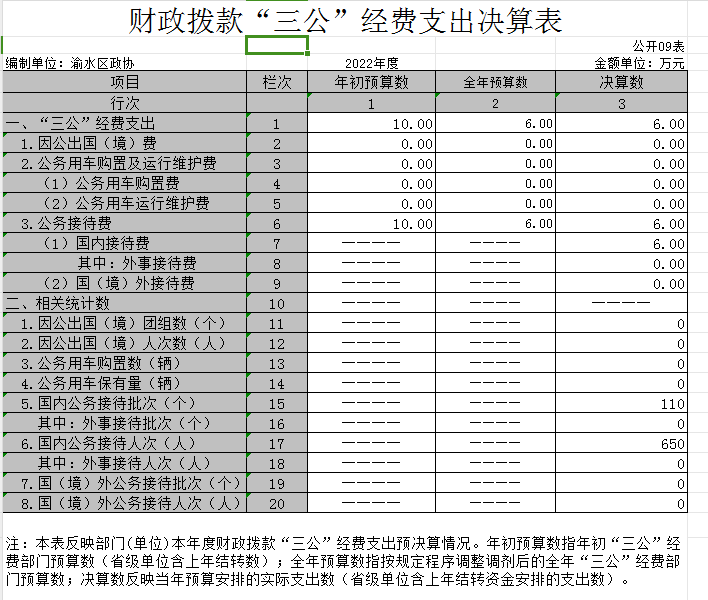 财政拨款“三公”经费支出决算表
公开09表
编制单位：渝水区政协 2022年度 金额单位：万元
项目 栏次 年初预算数 全年预算数 决算数
行次 1 2 3
一、“三公”经费支出 1 10.00 6.00 6.00
1.因公出国（境）费 2 0.00 0.00 0.00
2.公务用车购置及运行维护费 3 0.00 0.00 0.00
（1）公务用车购置费 4 0.00 0.00 0.00
（2）公务用车运行维护费 5 0.00 0.00 0.00
3.公务接待费 6 10.00 6.00 6.00
（1）国内接待费 7 ———— ———— 6.00
其中：外事接待费 8 ———— ———— 0.00
（2）国（境）外接待费 9 ———— ———— 0.00
二、相关统计数 10 ———— ———— ————
1.因公出国（境）团组数（个） 11 ———— ———— 0
2.因公出国（境）人次数（人） 12 ———— ———— 0
3.公务用车购置数（辆） 13 ———— ———— 0
4.公务用车保有量（辆） 14 ———— ———— 0
5.国内公务接待批次（个） 15 ———— ———— 110
其中：外事接待批次（个） 16 ———— ———— 0
6.国内公务接待人次（人） 17 ———— ———— 650
其中：外事接待人次（人） 18 ———— ———— 0
7.国（境）外公务接待批次（个） 19 ———— ———— 0
8.国（境）外公务接待人次（人） 20 ———— ———— 0
注：本表反映部门(单位)本年度财政拨款“三公”经费支出预决算情况。年初预算数指年初“三公”经
费部门预算数（省级单位含上年结转数）；全年预算数指按规定程序调整调剂后的全年“三公”经费部
门预算数；决算数反映当年预算安排的实际支出数（省级单位含上年结转资金安排的支出数）。